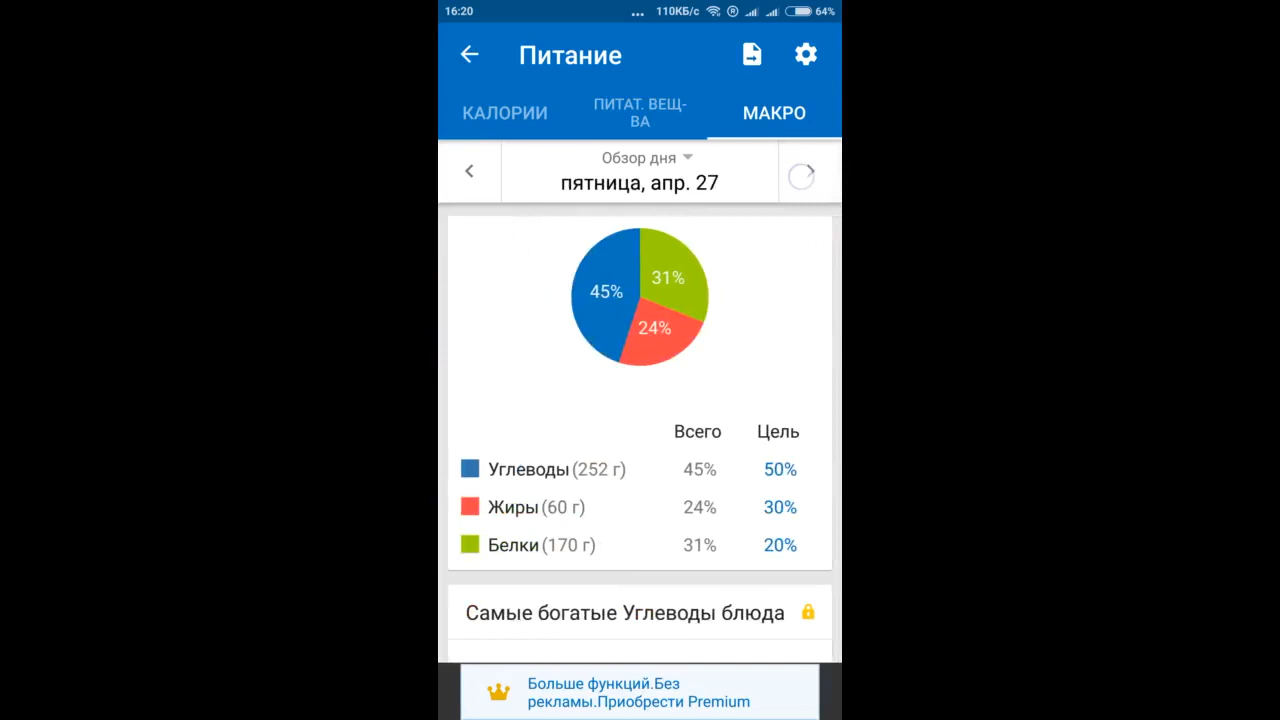 16:20 ... 110КБ/с ® 64%
Питание
КАЛОРИИ
ПИТАТ. ВЕЩ-
ВА
МАКРО
Обзор дня
пятница, апр. 27
31%
45%
24%
Всего Цель
Углеводы (252 г) 45% 50%
Жиры (60 г) 24% 30%
Белки (170 г) 31% 20%
Самые богатые Углеводы блюда
Больше функций.Без
рекламы.Приобрести Premium